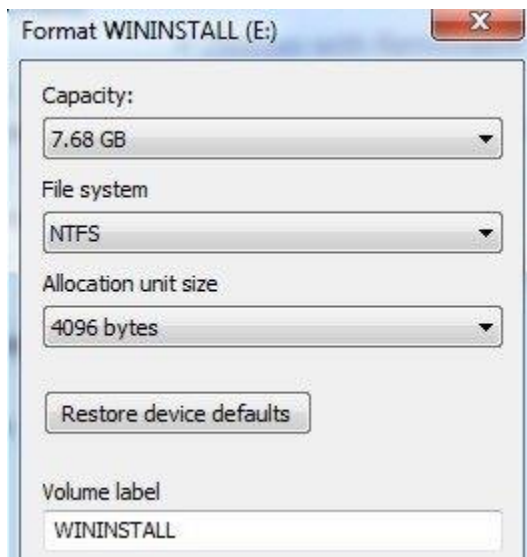 Format WININSTALL (E:)
Capacity:
7.68 GB
File system
NTFS
Allocation unit size
4096 bytes
Restore device defaults
Volume label
WININSTALL